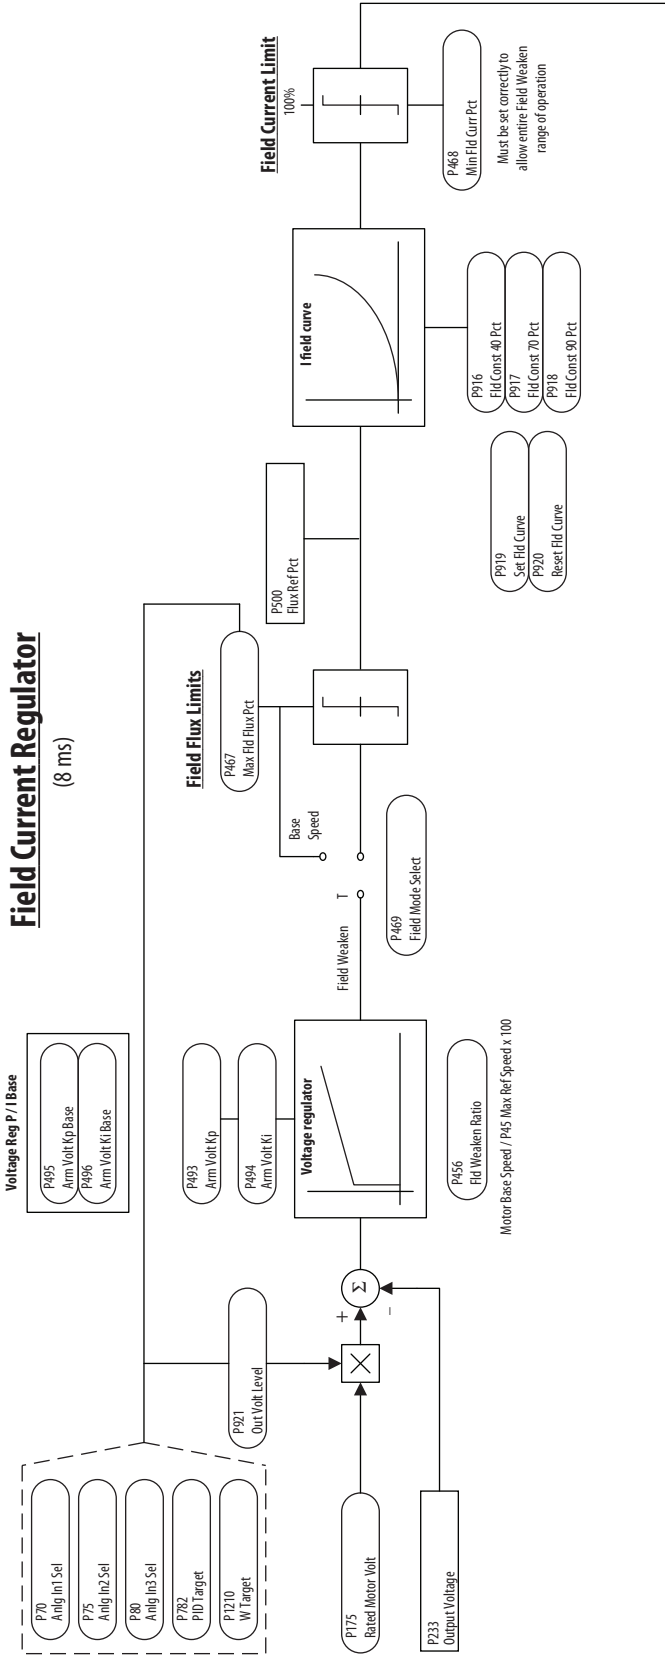 Field Current Regulator
(8 ms)
Voltage Reg P / I Base
P495
Arm Volt Kp Base
P496
Arm Volt Ki Base
P70
Anlg In1 Sel
P75
Anlg In2 Sel
P80
Anlg In3 Sel
P782
PID Target
P1210
W Target
P921
Out Volt Level
P175
Rated Motor Volt
P233
Output Voltage
+
Σ
–
P493
Arm Volt Kp
P494
Arm Volt Ki
Voltage regulator
P456
Fld Weaken Ratio
Motor Base Speed / P45 Max Ref Speed x 100
Field Weaken
T
Base
Speed
P469
Field Mode Select
Field Flux Limits
P467
Max Fld Flux Pct
P500
Flux Ref Pct
I field curve
P916
Fld Const 40 Pct
P917
Fld Const 70 Pct
P918
Fld Const 90 Pct
P919
Set Fld Curve
P920
Reset Fld Curve
Field Current Limit
100%
P468
Min Fld Curr Pct
Must be set correctly to
allow entire Field Weaken
range of operation